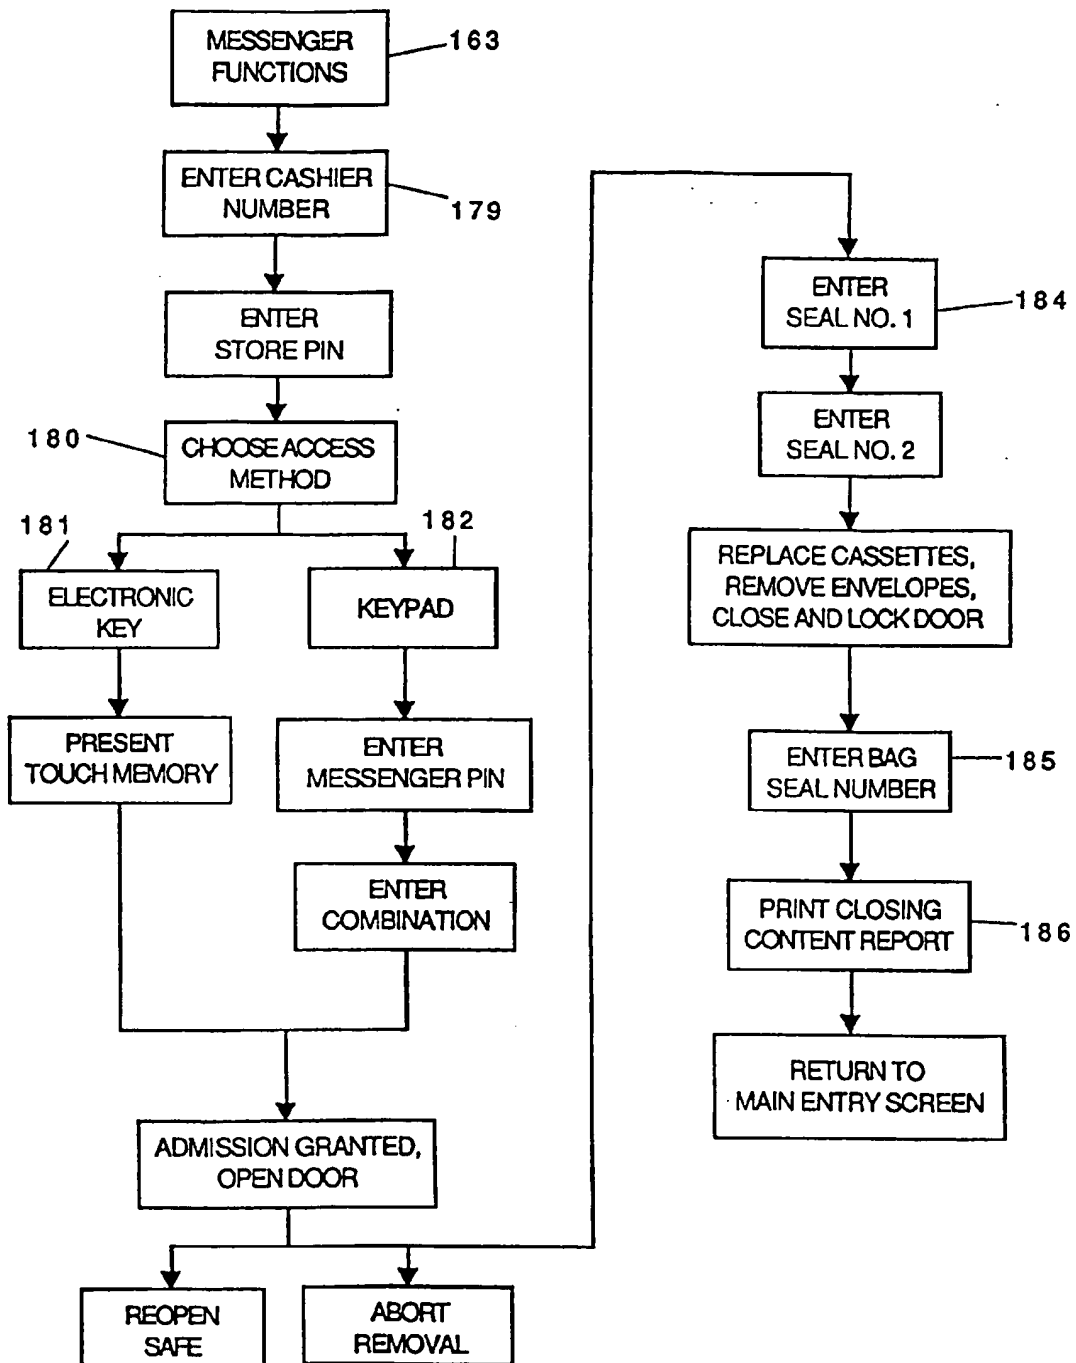 MESSENGER
FUNCTIONS
163
ENTER CASHIER
NUMBER
179
ENTER
STORE PIN
180
CHOOSE ACCESS
METHOD
181
ELECTRONIC
KEY
182
KEYPAD
PRESENT
TOUCH MEMORY
ENTER
MESSENGER PIN
ENTER
COMBINATION
ADMISSION GRANTED,
OPEN DOOR
REOPEN
SAFE
ABORT
REMOVAL
ENTER
SEAL NO. 1
184
ENTER
SEAL NO. 2
REPLACE CASSETTES,
REMOVE ENVELOPES,
CLOSE AND LOCK DOOR
ENTER BAG
SEAL NUMBER
185
PRINT CLOSING
CONTENT REPORT
186
RETURN TO
MAIN ENTRY SCREEN